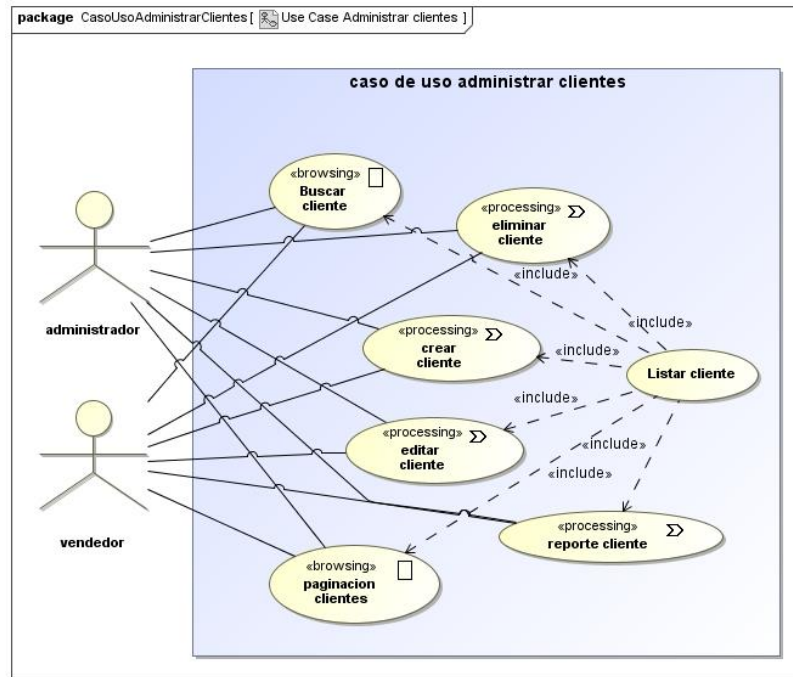 package CasoUsoAdministrarClientes [ Use Case Administrar clientes ]
caso de uso administrar clientes
«browsing»
Buscar
cliente
«processing»
eliminar
cliente
«include»
administrador
«include»
«processing»
crear
cliente
«include»
Listar cliente
«include»
«processing»
editar
cliente
«include»
«include»
vendedor
«processing»
reporte cliente
«browsing»
paginacion
clientes